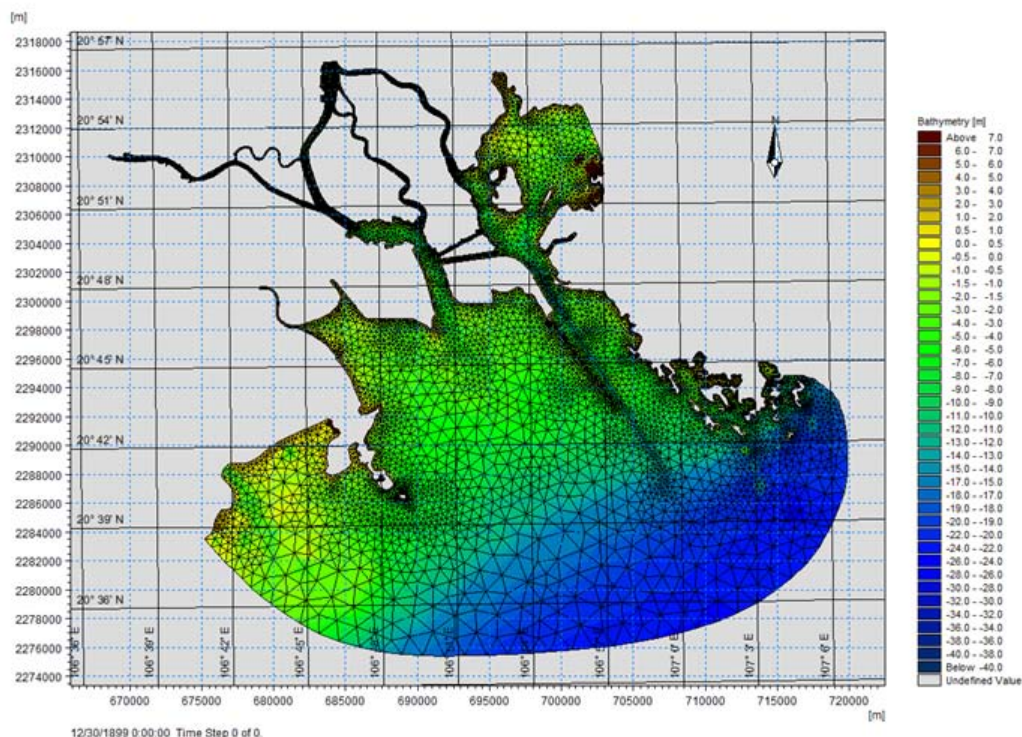 [m]
2318000
20° 57' N
2316000
2314000
20° 54' N
2312000
N
2310000
2308000
20° 51' N
2306000
2304000
2302000
20° 48' N
2300000
2298000
2296000
20° 45' N
2294000
2292000
20° 42' N
2290000
2288000
2286000
20° 39' N
2284000
2282000
2280000
20° 36' N
2278000
2276000
2274000
106° 36' E
106° 39' E
106° 42' E
106° 45' E
107° 0' E
107° 3' E
107° 6' E
670000 675000 680000 685000 690000 695000 700000 705000 710000 715000 720000
[m]
12/30/1899 0:00:00 Time Step 0 of 0.
Bathymetry [m]
Above 7.0
6.0 - 7.0
5.0 - 6.0
4.0 - 5.0
3.0 - 4.0
2.0 - 3.0
1.0 - 2.0
0.5 - 1.0
0.0 - 0.5
-0.5 - 0.0
-1.0 - -0.5
-1.5 - -1.0
-2.0 - -1.5
-3.0 - -2.0
-4.0 - -3.0
-5.0 - -4.0
-6.0 - -5.0
-7.0 - -6.0
-8.0 - -7.0
-9.0 - -8.0
-10.0 - -9.0
-11.0 - -10.0
-12.0 - -11.0
-13.0 - -12.0
-14.0 - -13.0
-15.0 - -14.0
-17.0 - -15.0
-18.0 - -17.0
-19.0 - -18.0
-20.0 - -19.0
-22.0 - -20.0
-24.0 - -22.0
-26.0 - -24.0
-28.0 - -26.0
-30.0 - -28.0
-32.0 - -30.0
-34.0 - -32.0
-36.0 - -34.0
-38.0 - -36.0
-40.0 - -38.0
Below -40.0
Undefined Value